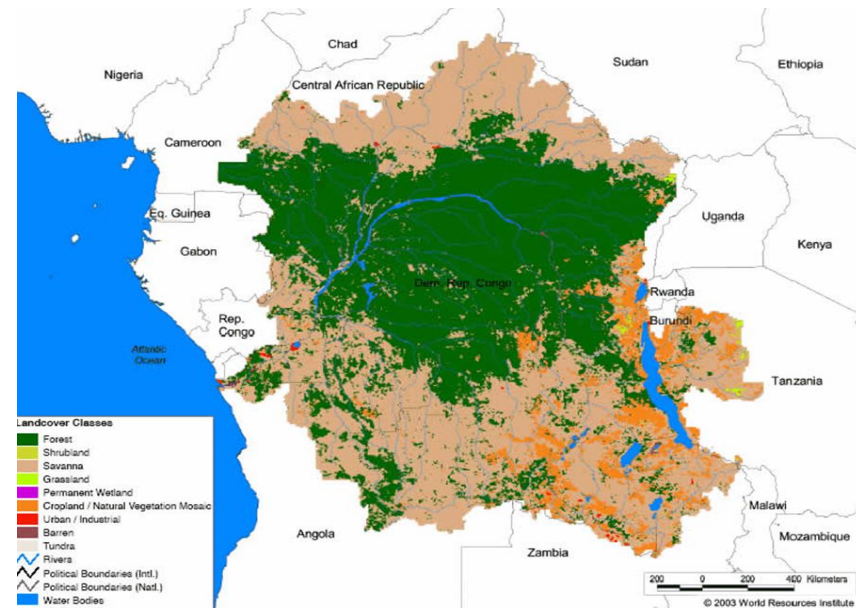 Chad
Sudan
Ethiopia
Nigeria
Central African Republic
Cameroon
Eq. Guinea
Gabon
Uganda
Kenya
Dem. Rep. Congo
Rwanda
Burundi
Rep.
Congo
Atlantic
Ocean
Tanzania
Landcover Classes
Forest
Shrubland
Savanna
Grassland
Permanent Wetland
Cropland / Natural Vegetation Mosaic
Urban / Industrial
Barren
Tundra
Rivers
Political Boundaries (Intl.)
Political Boundaries (Natl.)
Water Bodies
Angola
Zambia
Malawi
Mozambique
200 0 200 400 Kilometers
© 2003 World Resources Institute